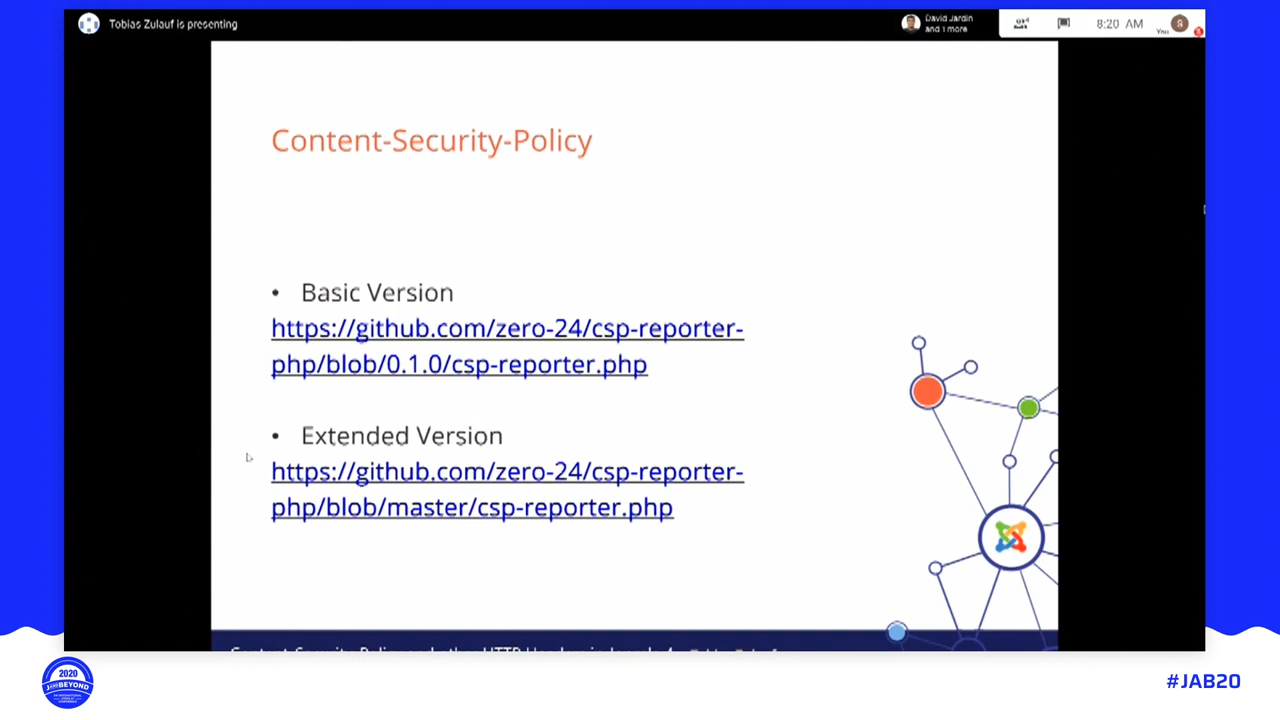 Tobias Zulauf is presenting
David Jardin
and 1 more
8:20 AM
You
S
Content-Security-Policy
• Basic Version
https://github.com/zero-24/csp-reporter-
php/blob/0.1.0/csp-reporter.php
• Extended Version
https://github.com/zero-24/csp-reporter-
php/blob/master/csp-reporter.php
2020
BEYOND
#JAB20